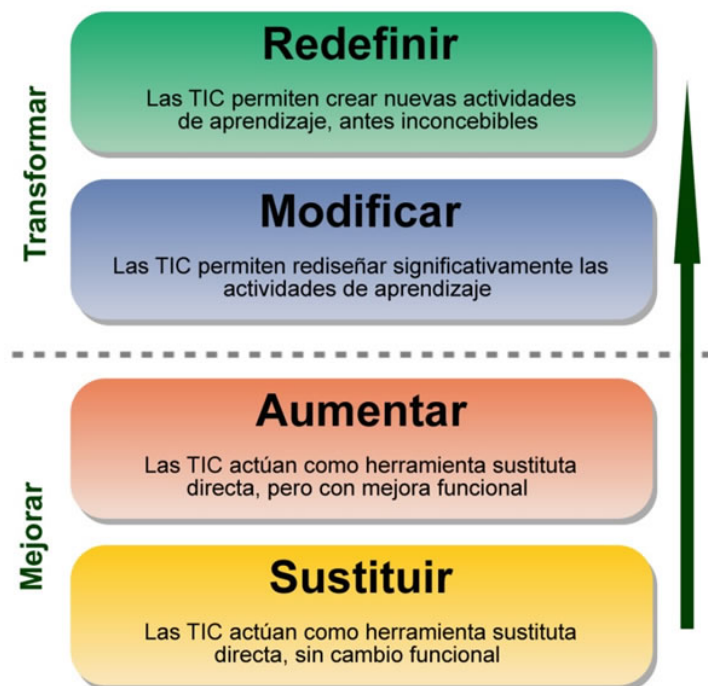 Transformar
Redefinir
Las TIC permiten crear nuevas actividades
de aprendizaje, antes inconcebibles
Modificar
Las TIC permiten rediseñar significativamente las
actividades de aprendizaje
Mejorar
Aumentar
Las TIC actúan como herramienta sustituta
directa, pero con mejora funcional
Sustituir
Las TIC actúan como herramienta sustituta
directa, sin cambio funcional